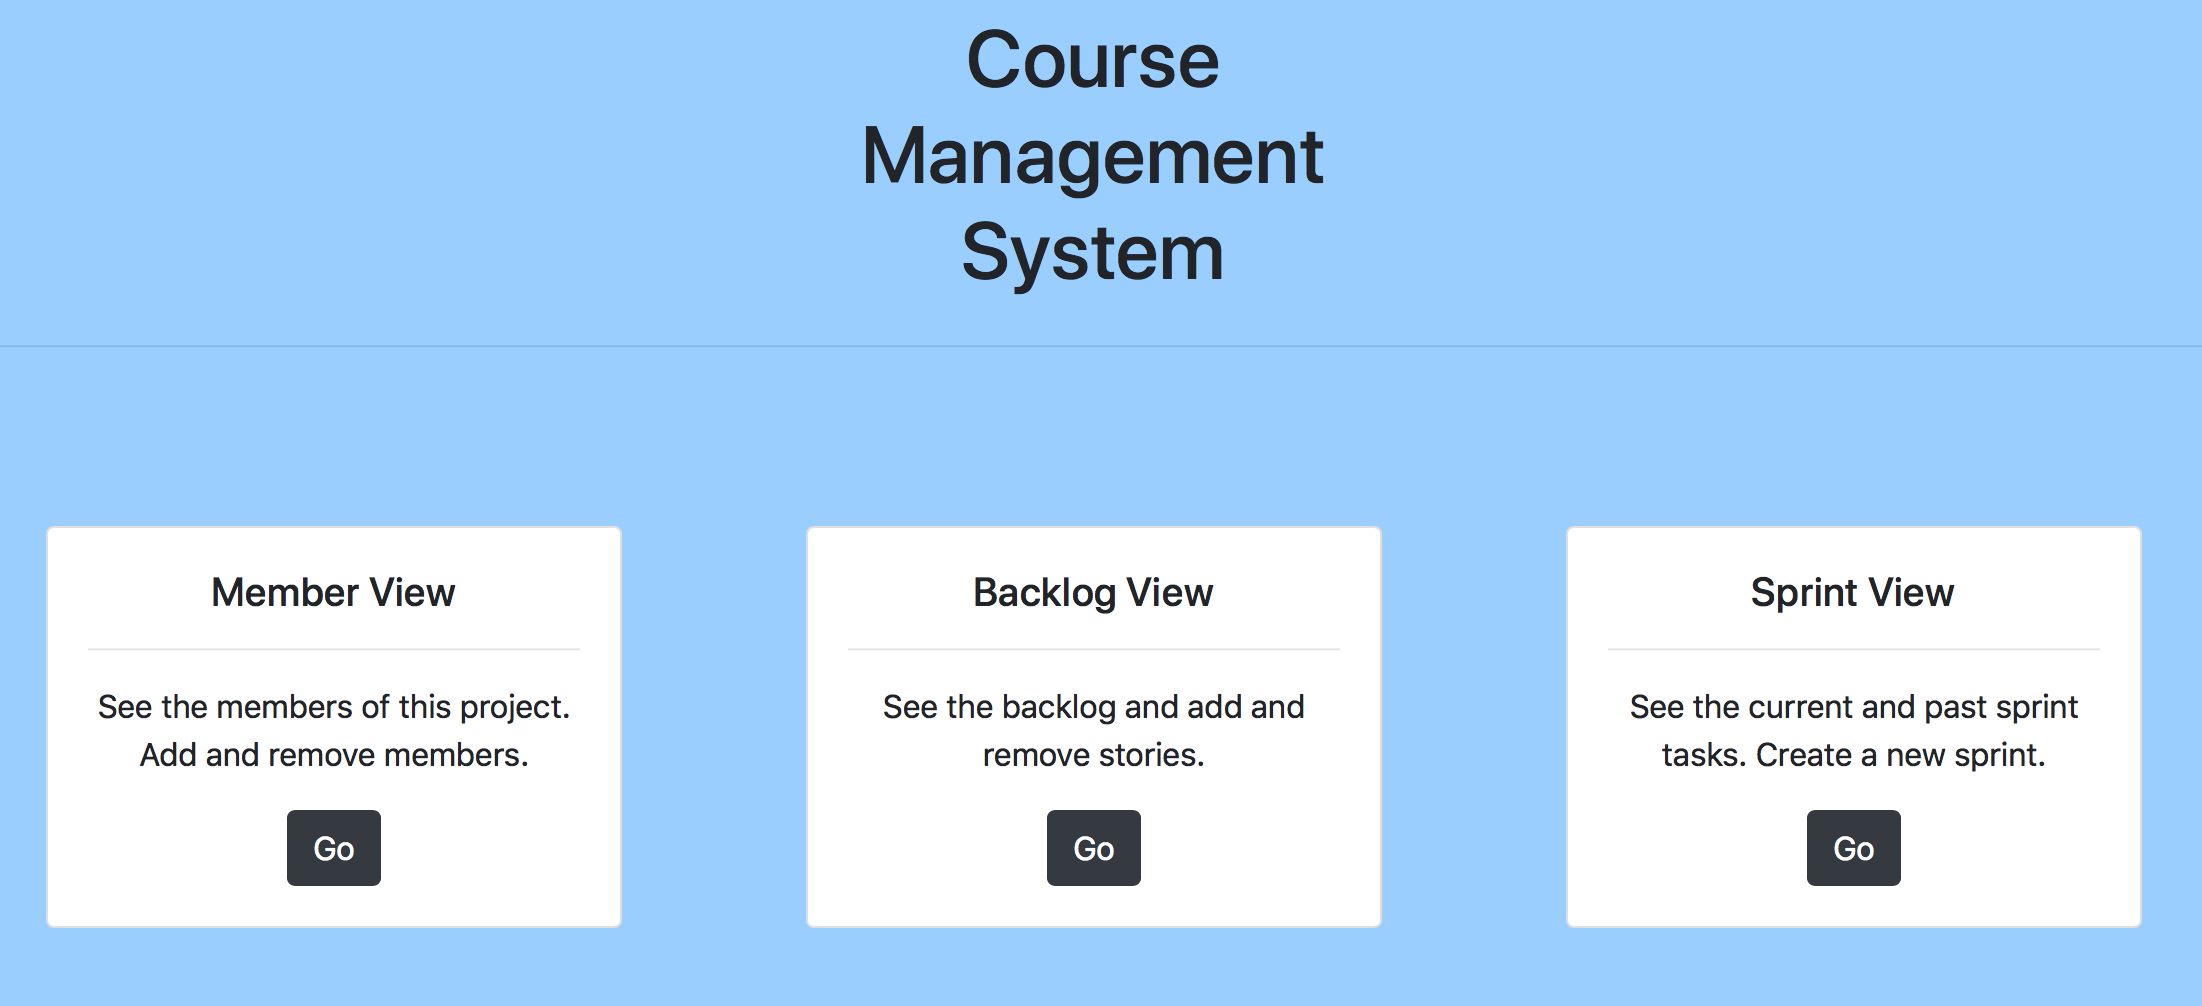 Course
Management
System
Member View
See the members of this project.
Add and remove members.
Go
Backlog View
See the backlog and add and
remove stories.
Go
Sprint View
See the current and past sprint
tasks. Create a new sprint.
Go